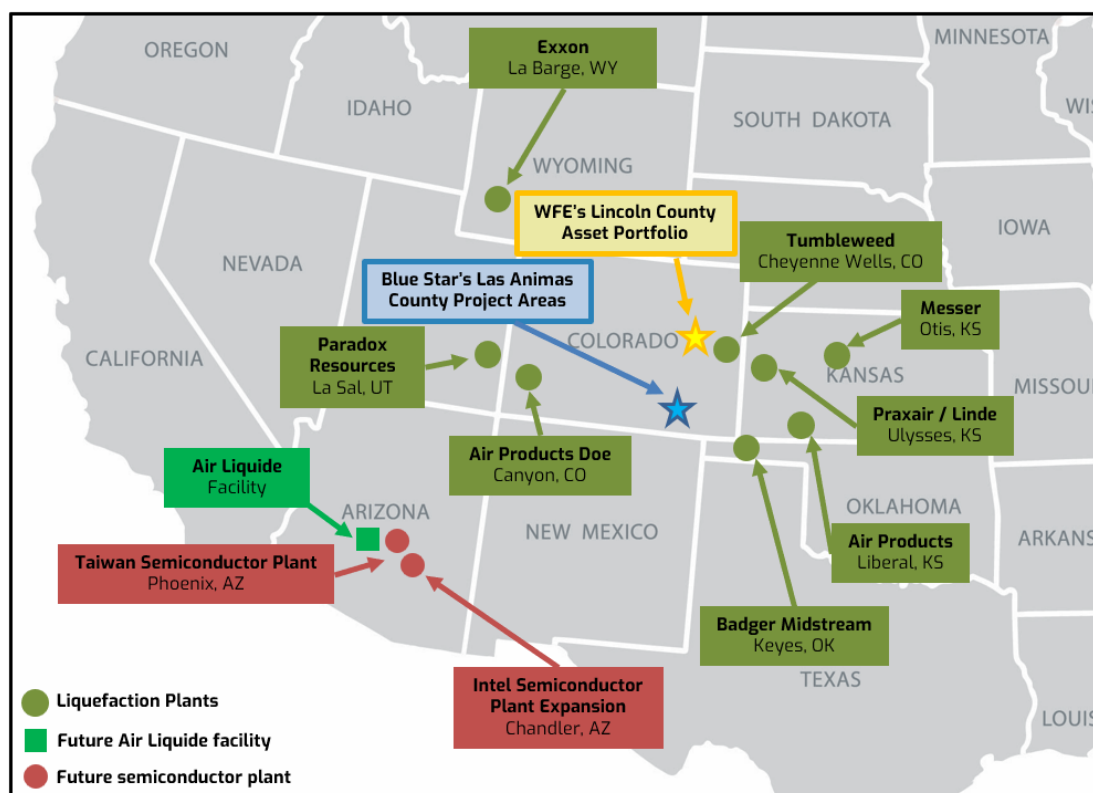 Exxon
La Barge, WY
OREGON
MINNESOTA
IDAHO
SOUTH DAKOTA
WIS
WYOMING
WFE's Lincoln County
Asset Portfolio
IOWA
Tumbleweed
Cheyenne Wells, CO
NEVADA
Blue Star's Las Animas
County Project Areas
Messer
Otis, KS
COLORADO
CALIFORNIA
Paradox
Resources
La Sal, UT
KANSAS
MISSOU
Praxair / Linde
Ulysses, KS
Air Products Doe
Canyon, CO
Air Liquide
Facility
ARIZONA
NEW MEXICO
OKLAHOMA
ARKANS
Air Products
Liberal, KS
Taiwan Semiconductor Plant
Phoenix, AZ
Badger Midstream
Keyes, OK
TEXAS
Intel Semiconductor
Plant Expansion
Chandler, AZ
LOUIS
Liquefaction Plants
Future Air Liquide facility
Future semiconductor plant